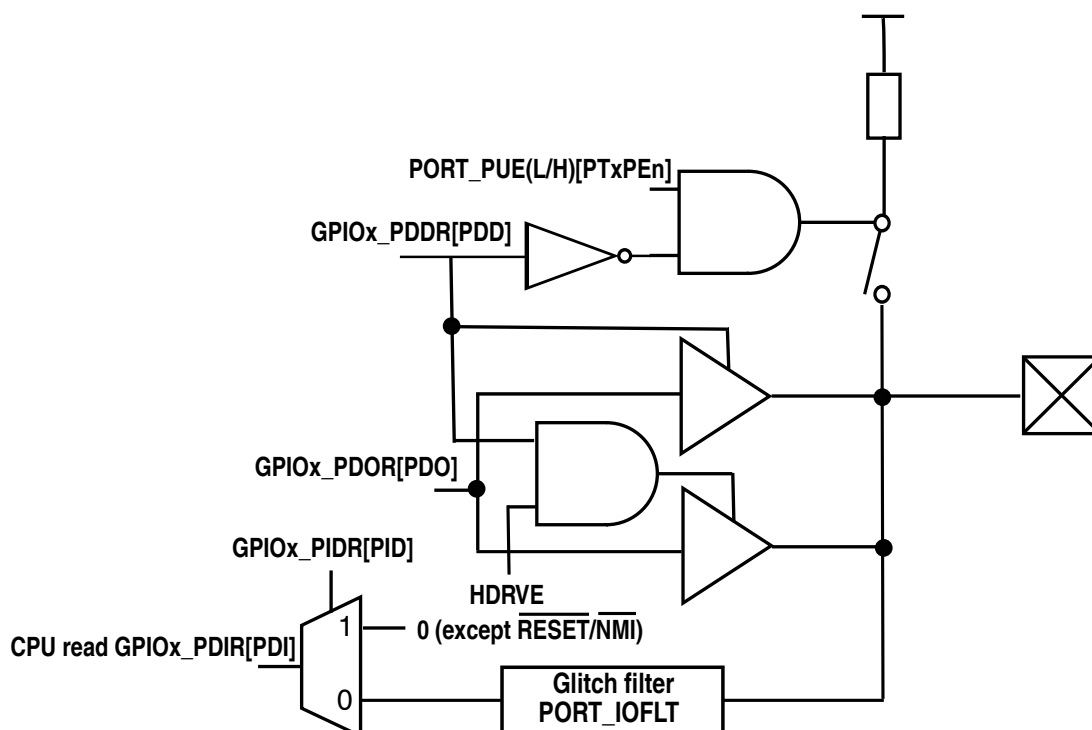 PORT_PUE(L/H)[PTxPEn]
GPIOx_PDDR[PDD]
GPIOx_PDOR[PDO]
GPIOx_PIDR[PID]
HDRVE
1
0 (except RESET/NMI)
CPU read GPIOx_PDIR[PDI]
0
Glitch filter
PORT_IOFLT